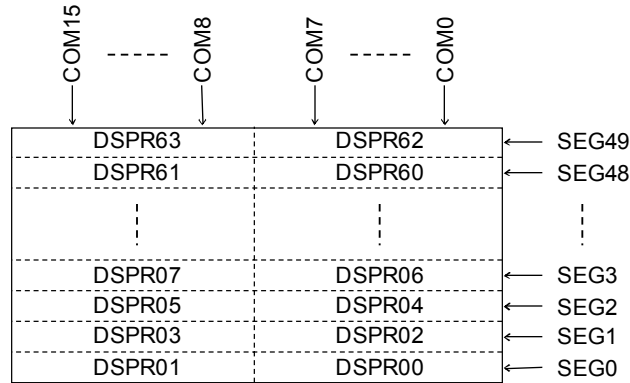 COM15 COM8 COM7 COM0
DSPR63 DSPR62 SEG49
DSPR61 DSPR60 SEG48
DSPR07 DSPR06 SEG3
DSPR05 DSPR04 SEG2
DSPR03 DSPR02 SEG1
DSPR01 DSPR00 SEG0